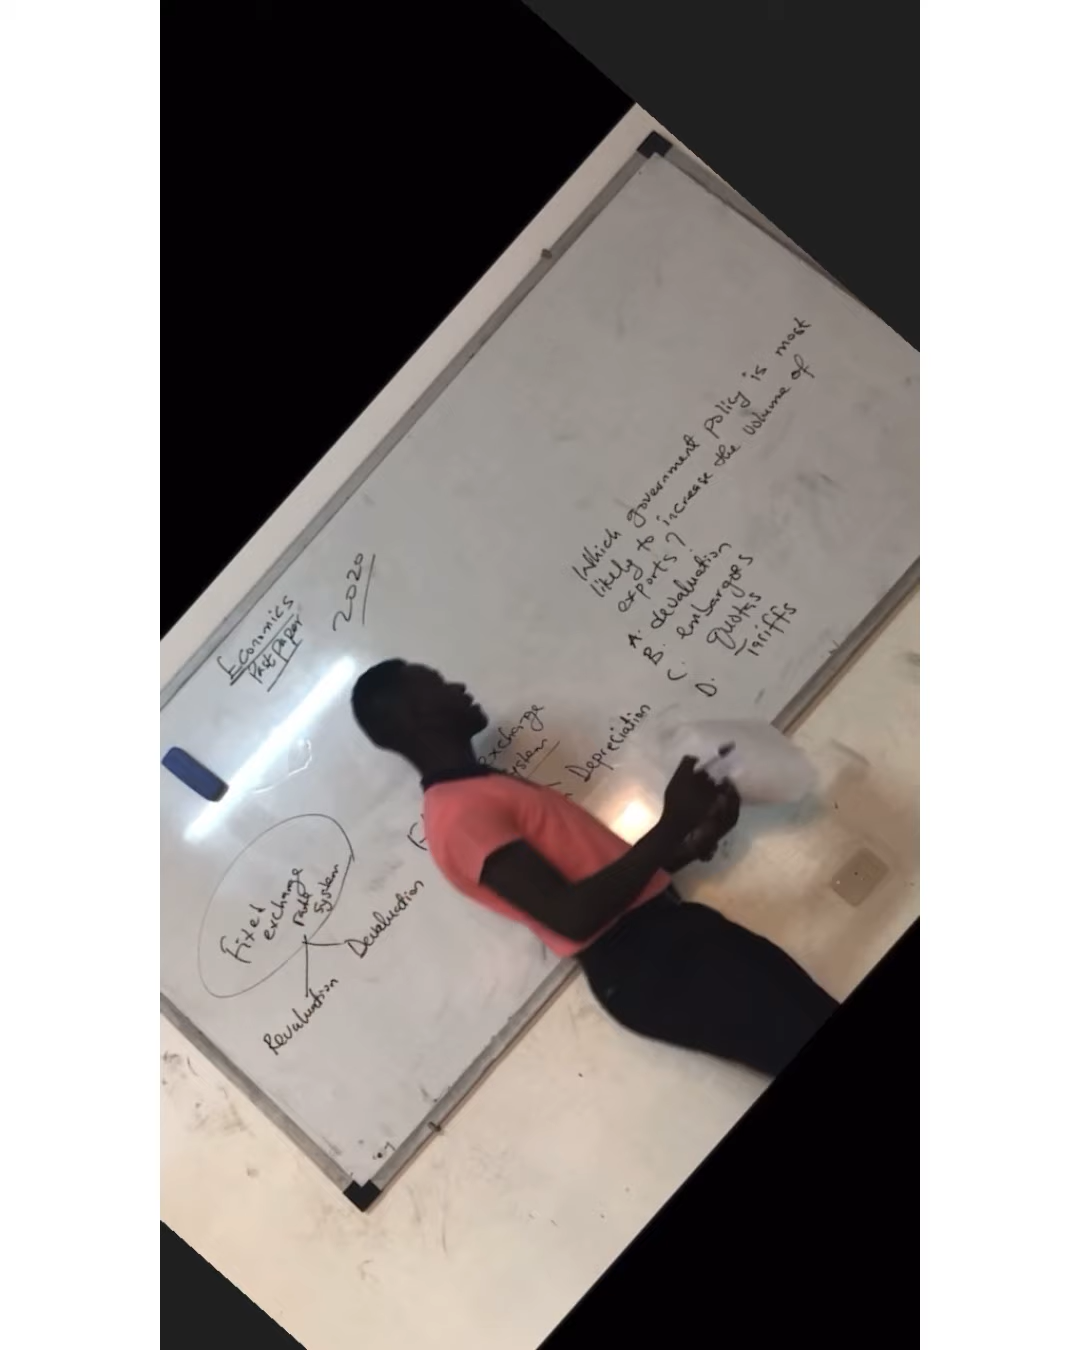 Economics
Past paper
2020
Fixed
exchange
rate
system
Revaluation
Devaluation
exchange
system
Depreciation
Which government policy is most
likely to increase the volume of
exports?
A. devaluation
B. embargoes
C. quotas
D. Tariffs